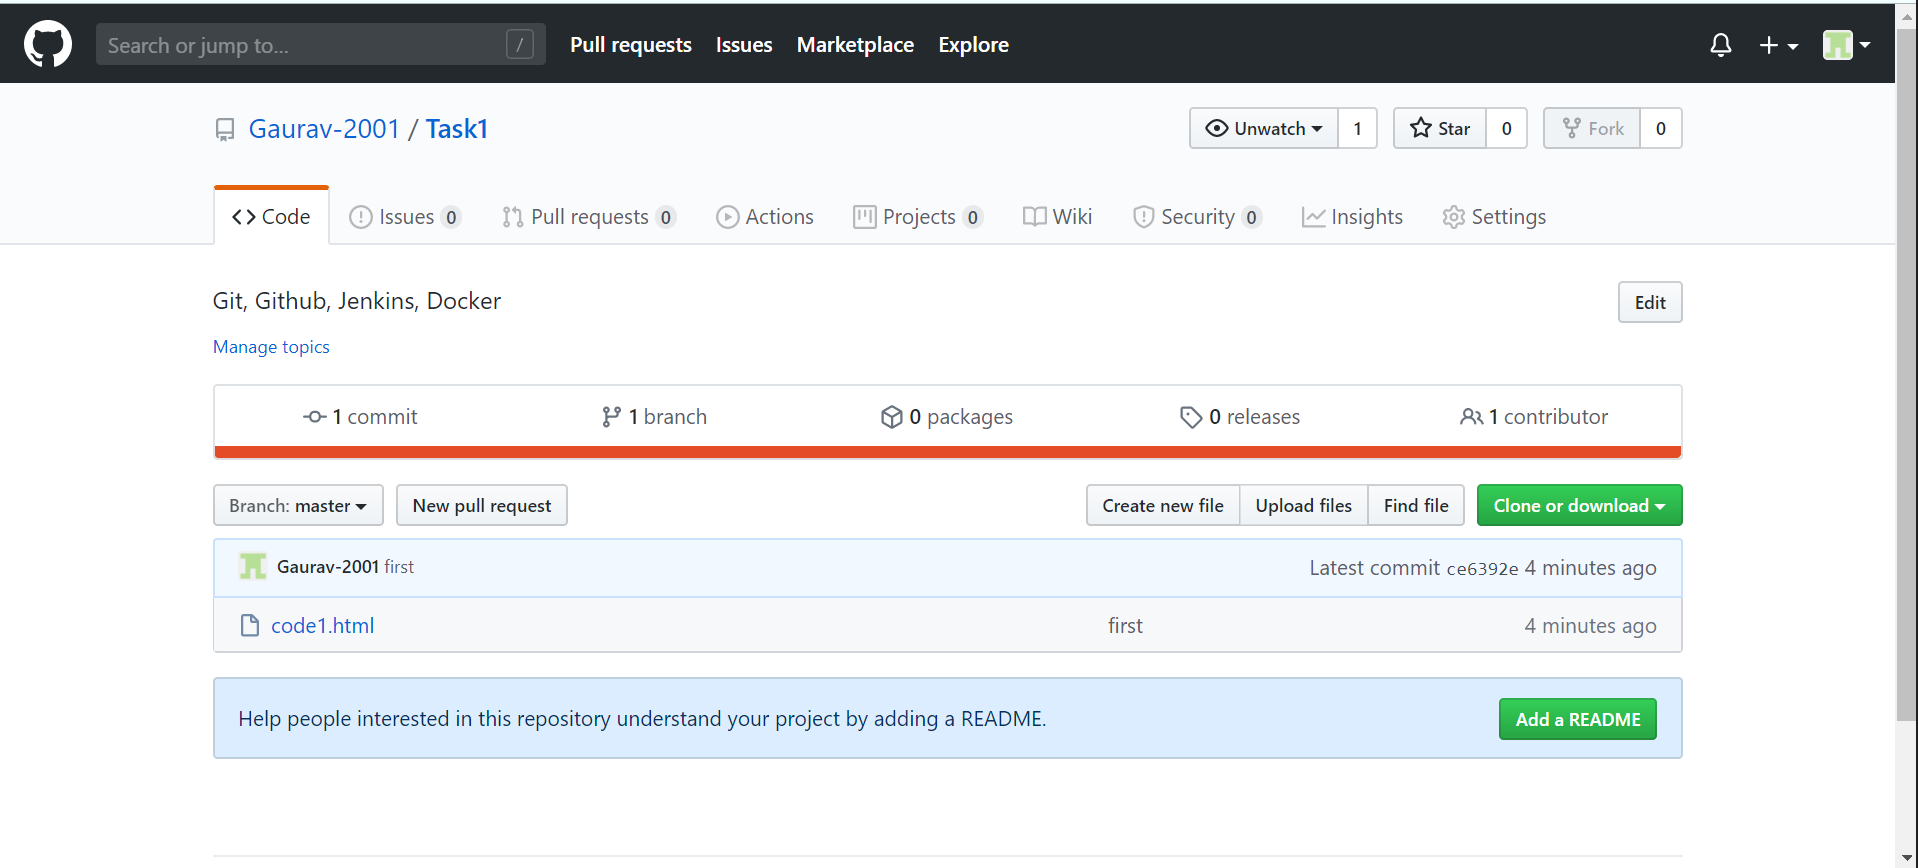 Search or jump to... / Pull requests Issues Marketplace Explore
Gaurav-2001 / Task1 Unwatch 1 Star 0 Fork 0
Code Issues 0 Pull requests 0 Actions Projects 0 Wiki Security 0 Insights Settings
Git, Github, Jenkins, Docker Edit
Manage topics
1 commit 1 branch 0 packages 0 releases 1 contributor
Branch: master New pull request Create new file Upload files Find file Clone or download
Gaurav-2001 first Latest commit ce6392e 4 minutes ago
code1.html first 4 minutes ago
Help people interested in this repository understand your project by adding a README. Add a README